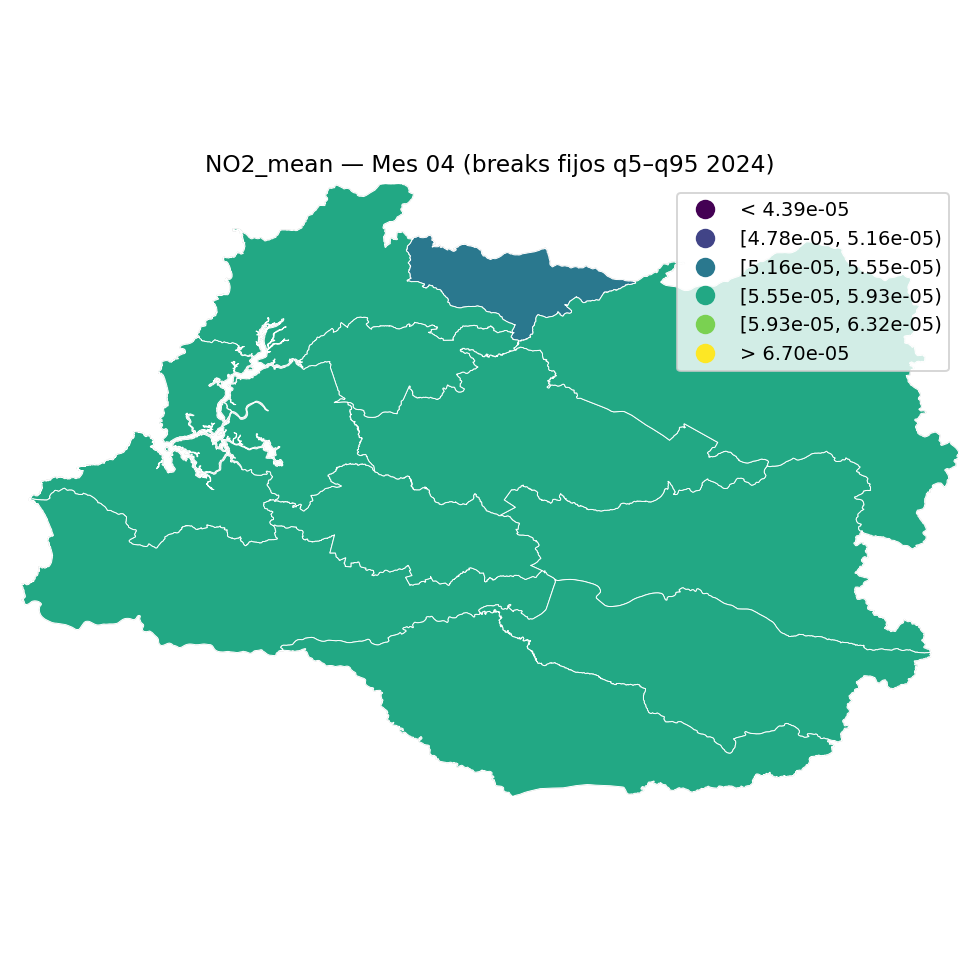 NO2_mean — Mes 04 (breaks fijos q5–q95 2024)
< 4.39e-05
[4.78e-05, 5.16e-05)
[5.16e-05, 5.55e-05)
[5.55e-05, 5.93e-05)
[5.93e-05, 6.32e-05)
> 6.70e-05